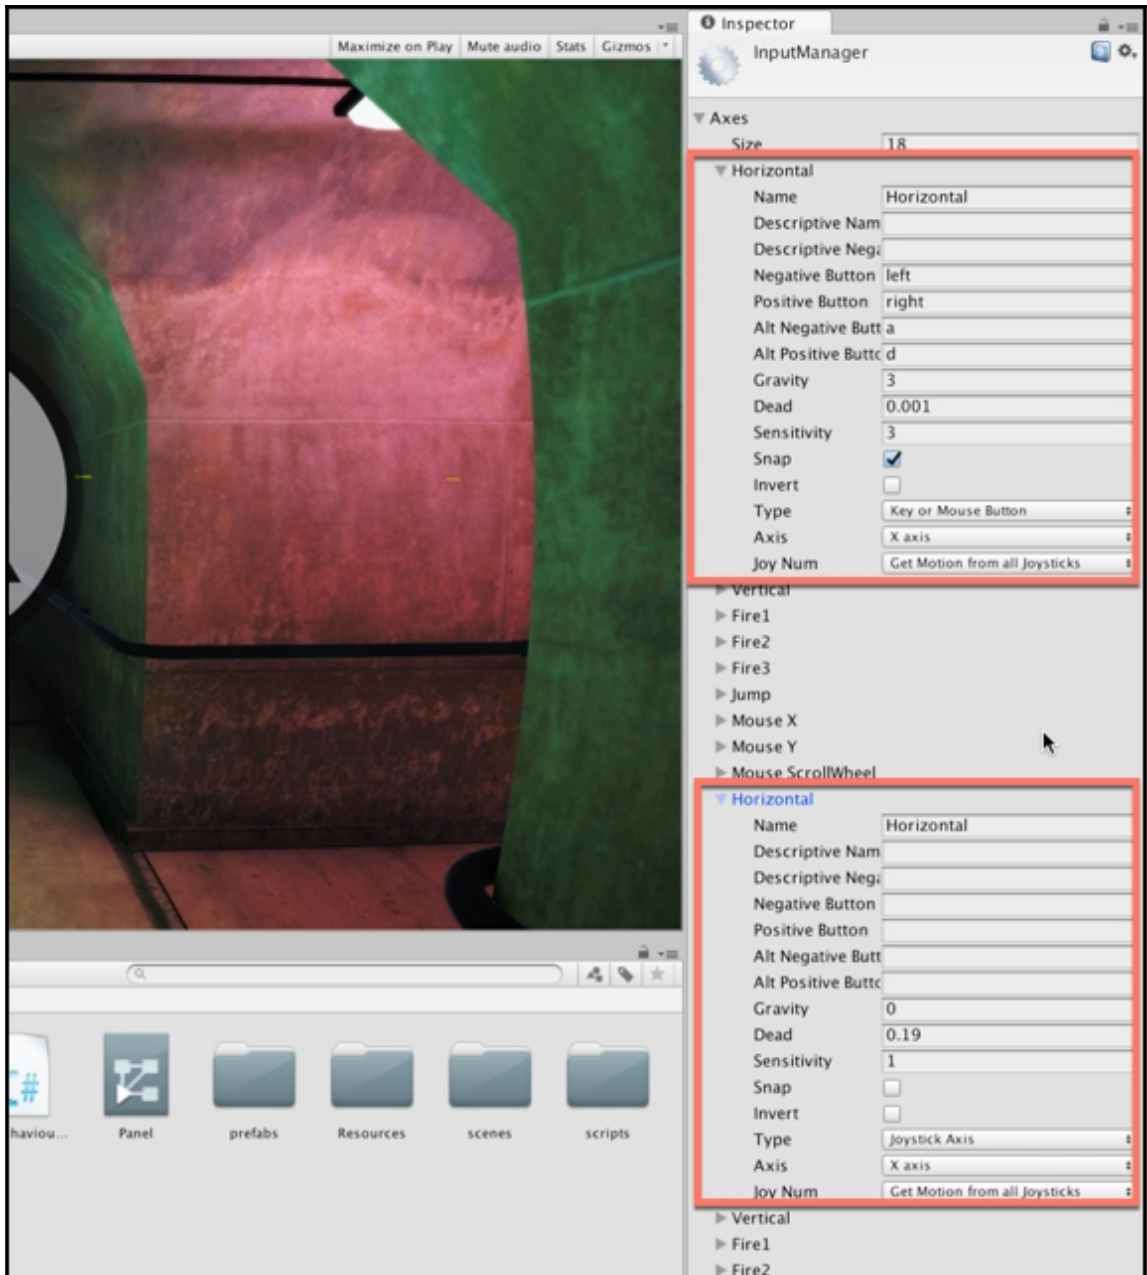 Inspector
Maximize on Play Mute audio Stats Gizmos
InputManager
Axes
Size 18
Horizontal
Name Horizontal
Descriptive Nam
Descriptive Nega
Negative Button left
Positive Button right
Alt Negative Butt a
Alt Positive Butto d
Gravity 3
Dead 0.001
Sensitivity 3
Snap
Invert
Type Key or Mouse Button
Axis X axis
Joy Num Get Motion from all Joysticks
Vertical
Fire1
Fire2
Fire3
Jump
Mouse X
Mouse Y
Mouse ScrollWheel
Horizontal
Name Horizontal
Descriptive Nam
Descriptive Nega
Negative Button
Positive Button
Alt Negative Butt
Alt Positive Butto
Gravity 0
Dead 0.19
Sensitivity 1
Snap
Invert
Type Joystick Axis
Axis X axis
Joy Num Get Motion from all Joysticks
Vertical
Fire1
Fire2
C#
haviou...
Panel
prefabs
Resources
scenes
scripts